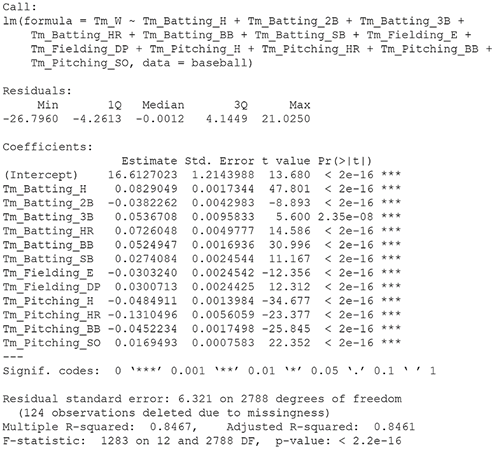 Call:
lm(formula = Tm_W ~ Tm_Batting_H + Tm_Batting_2B + Tm_Batting_3B +
    Tm_Batting_HR + Tm_Batting_BB + Tm_Batting_SB + Tm_Fielding_E +
    Tm_Fielding_DP + Tm_Pitching_H + Tm_Pitching_HR + Tm_Pitching_BB +
    Tm_Pitching_SO, data = baseball)
Residuals:
     Min       1Q   Median       3Q      Max
-26.7960  -4.2613  -0.0012   4.1449  21.0250
Coefficients:
                 Estimate Std. Error t value Pr(>|t|)
(Intercept)    16.6127023  1.2143988  13.680  < 2e-16 ***
Tm_Batting_H    0.0829049  0.0017344  47.801  < 2e-16 ***
Tm_Batting_2B  -0.0382262  0.0042983  -8.893  < 2e-16 ***
Tm_Batting_3B   0.0536708  0.0095833   5.600 2.35e-08 ***
Tm_Batting_HR   0.0726048  0.0049777  14.586  < 2e-16 ***
Tm_Batting_BB   0.0524947  0.0016936  30.996  < 2e-16 ***
Tm_Batting_SB   0.0274084  0.0024544  11.167  < 2e-16 ***
Tm_Fielding_E  -0.0303240  0.0024542 -12.356  < 2e-16 ***
Tm_Fielding_DP  0.0300713  0.0024425  12.312  < 2e-16 ***
Tm_Pitching_H  -0.0484911  0.0013984 -34.677  < 2e-16 ***
Tm_Pitching_HR -0.1310496  0.0056059 -23.377  < 2e-16 ***
Tm_Pitching_BB -0.0452234  0.0017498 -25.845  < 2e-16 ***
Tm_Pitching_SO  0.0169493  0.0007583  22.352  < 2e-16 ***
---
Signif. codes:  0 ‘***’ 0.001 ‘**’ 0.01 ‘*’ 0.05 ‘.’ 0.1 ‘ ’ 1
Residual standard error: 6.321 on 2788 degrees of freedom
  (124 observations deleted due to missingness)
Multiple R-squared:  0.8467,    Adjusted R-squared:  0.8461
F-statistic:  1283 on 12 and 2788 DF,  p-value: < 2.2e-16